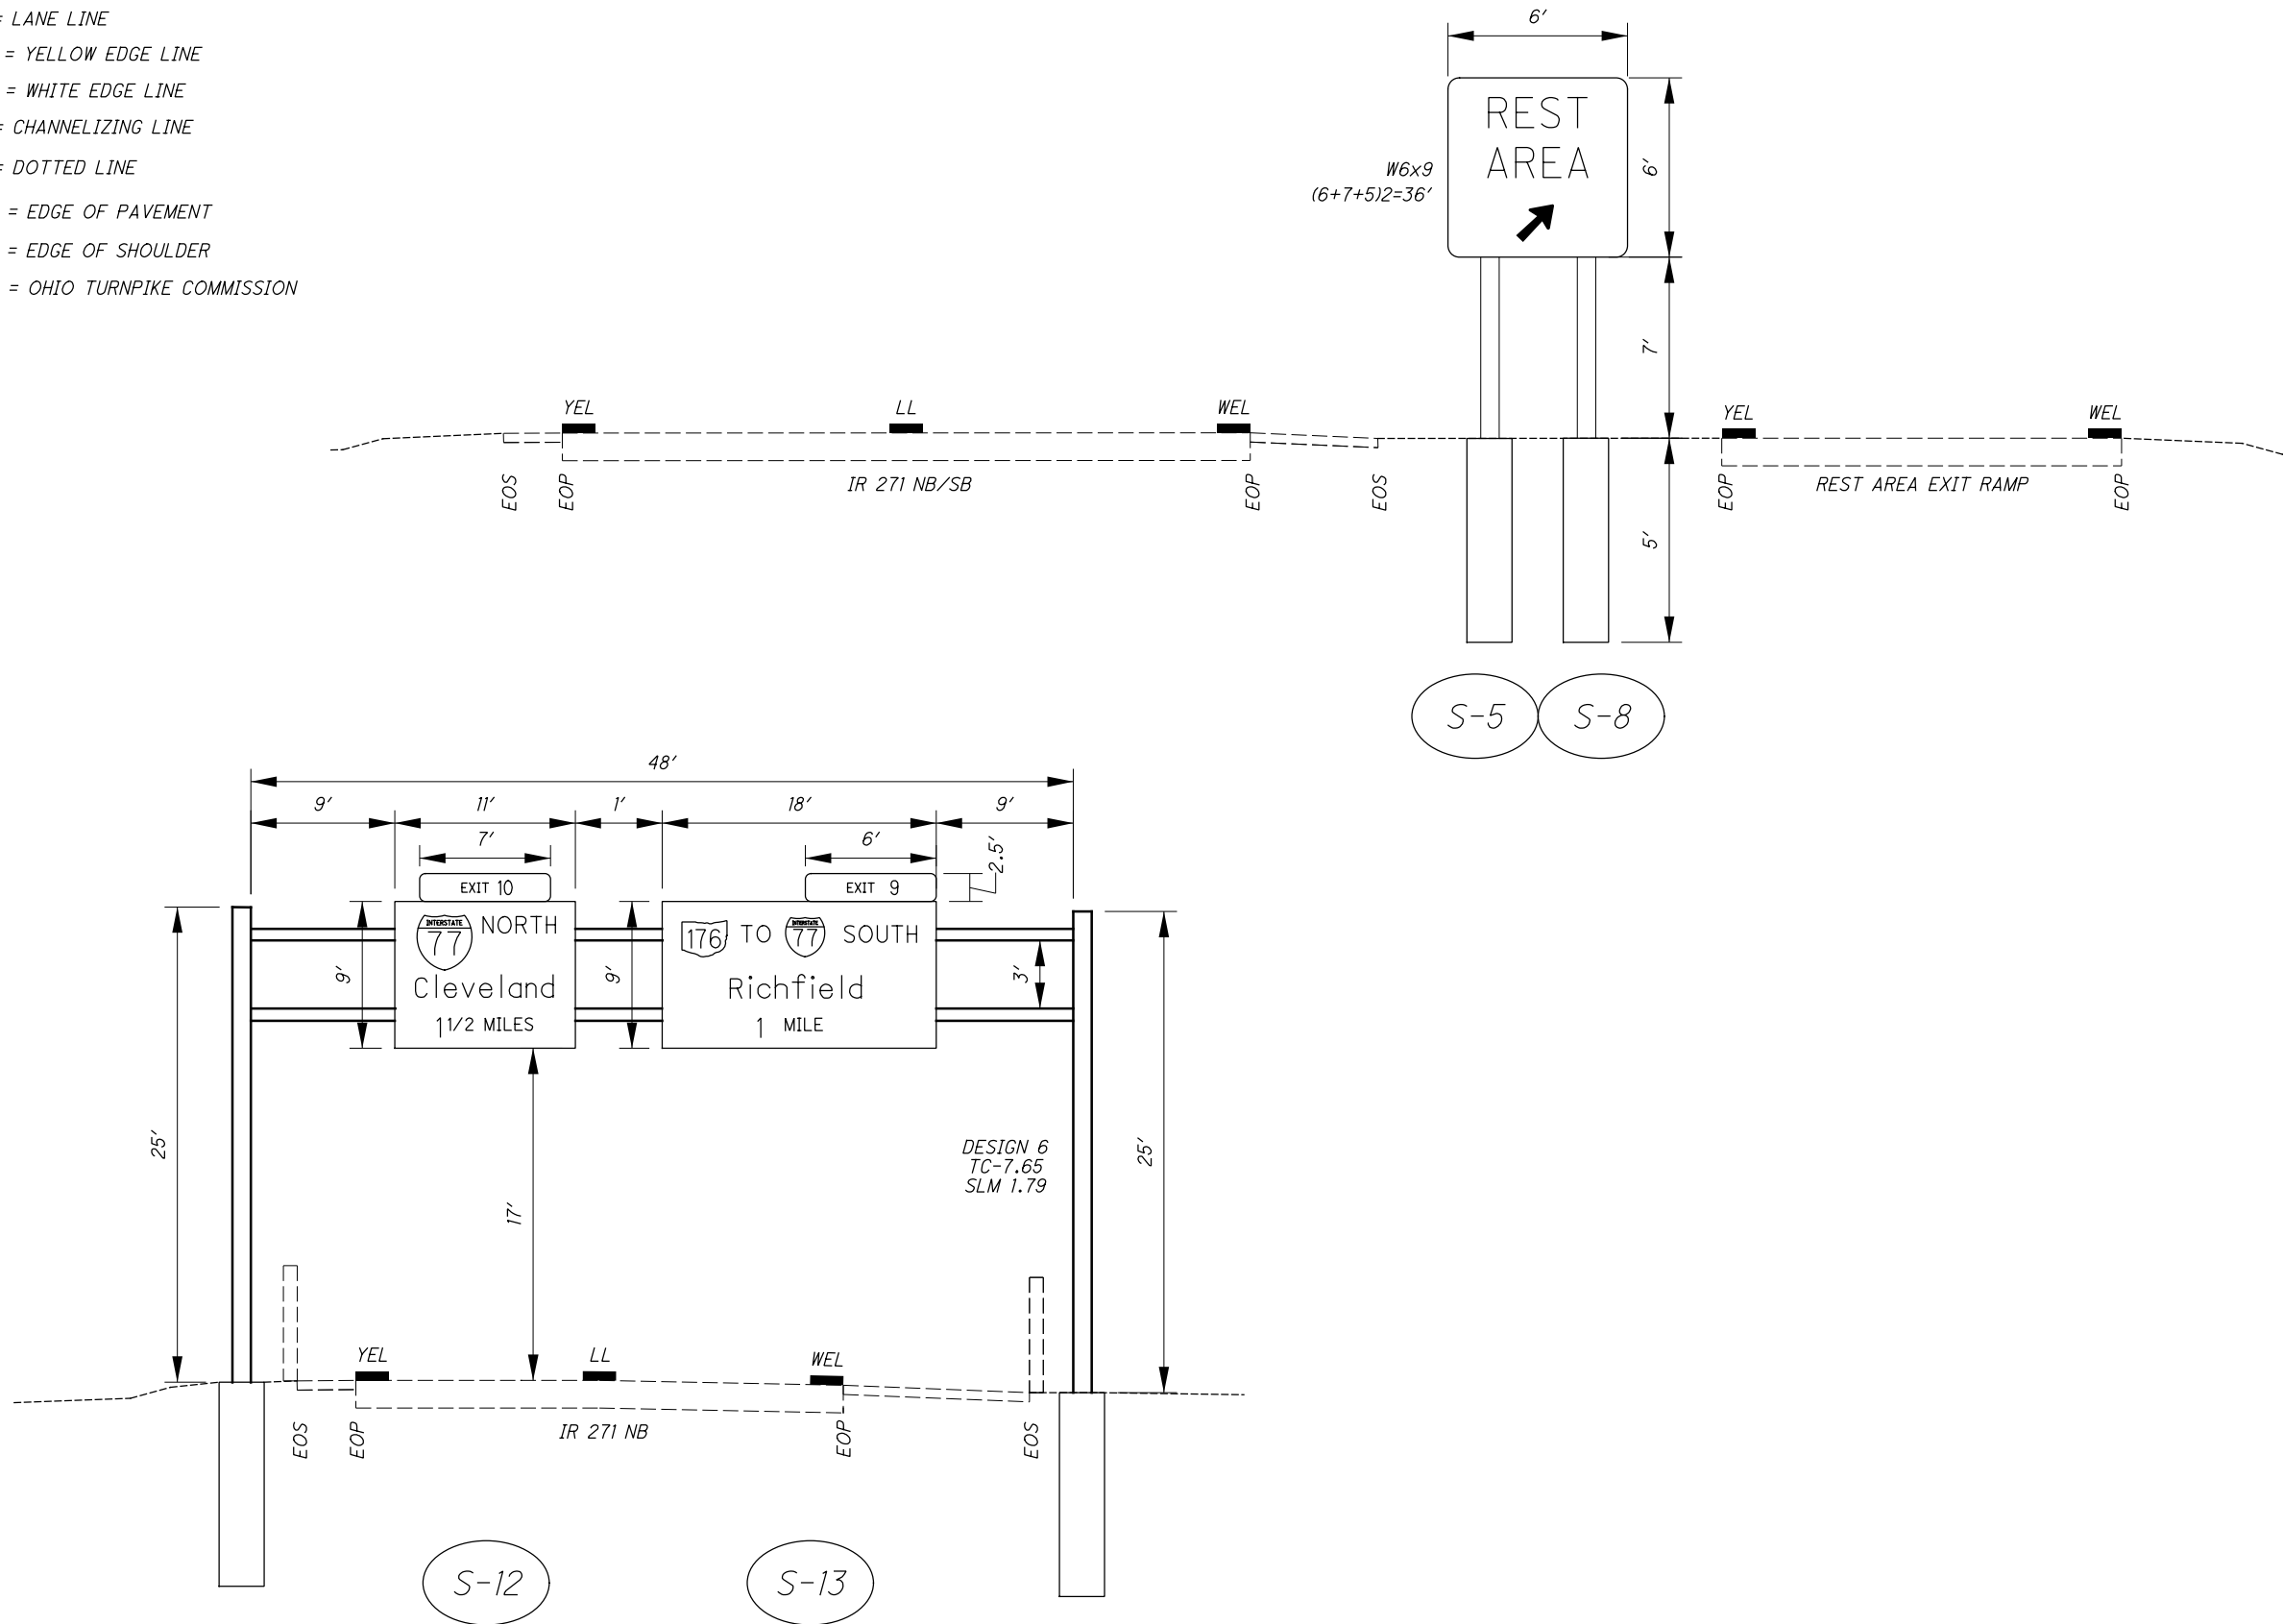 = LANE LINE
= YELLOW EDGE LINE
= WHITE EDGE LINE
= CHANNELIZING LINE
= DOTTED LINE
= EDGE OF PAVEMENT
= EDGE OF SHOULDER
= OHIO TURNPIKE COMMISSION
6'
REST
AREA
W6x9
(6+7+5)2=36'
6'
7'
5'
YEL
LL
WEL
YEL
WEL
EOS
EOP
IR 271 NB/SB
EOP
EOS
EOP
REST AREA EXIT RAMP
EOP
S-5
S-8
48'
9'
11'
1'
18'
9'
7'
6'
2.5'
EXIT 10
EXIT 9
INTERSTATE
77
NORTH
Cleveland
1 1/2 MILES
176 TO
INTERSTATE
77
SOUTH
Richfield
1 MILE
9'
9'
3'
25'
17'
25'
DESIGN 6
TC-7.65
SLM 1.79
YEL
LL
WEL
EOS
EOP
IR 271 NB
EOP
EOS
S-12
S-13